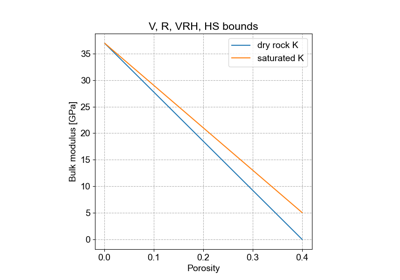 V, R, VRH, HS bounds
dry rock K
saturated K
35
30
25
20
15
10
5
0
Bulk modulus [GPa]
0.0 0.1 0.2 0.3 0.4
Porosity